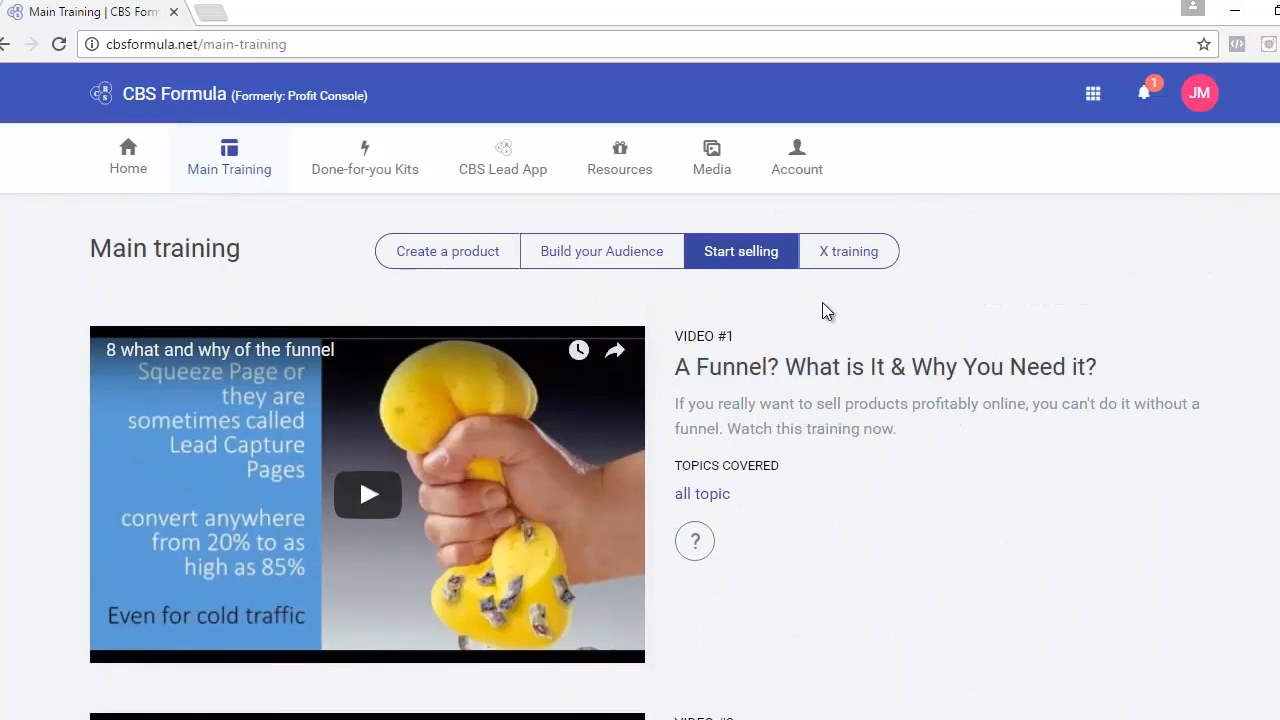 Main Training | CBS Form
cbsformula.net/main-training
CBS Formula (Formerly: Profit Console)
1
JM
Home
Main Training
Done-for-you Kits
CBS Lead App
Resources
Media
Account
Main training
Create a product
Build your Audience
Start selling
X training
8 what and why of the funnel
Squeeze Page or
they are
sometimes called
Lead Capture
Pages
convert anywhere
from 20% to as
high as 85%
Even for cold traffic
VIDEO #1
A Funnel? What is It & Why You Need it?
If you really want to sell products profitably online, you can't do it without a
funnel. Watch this training now.
TOPICS COVERED
all topic
?